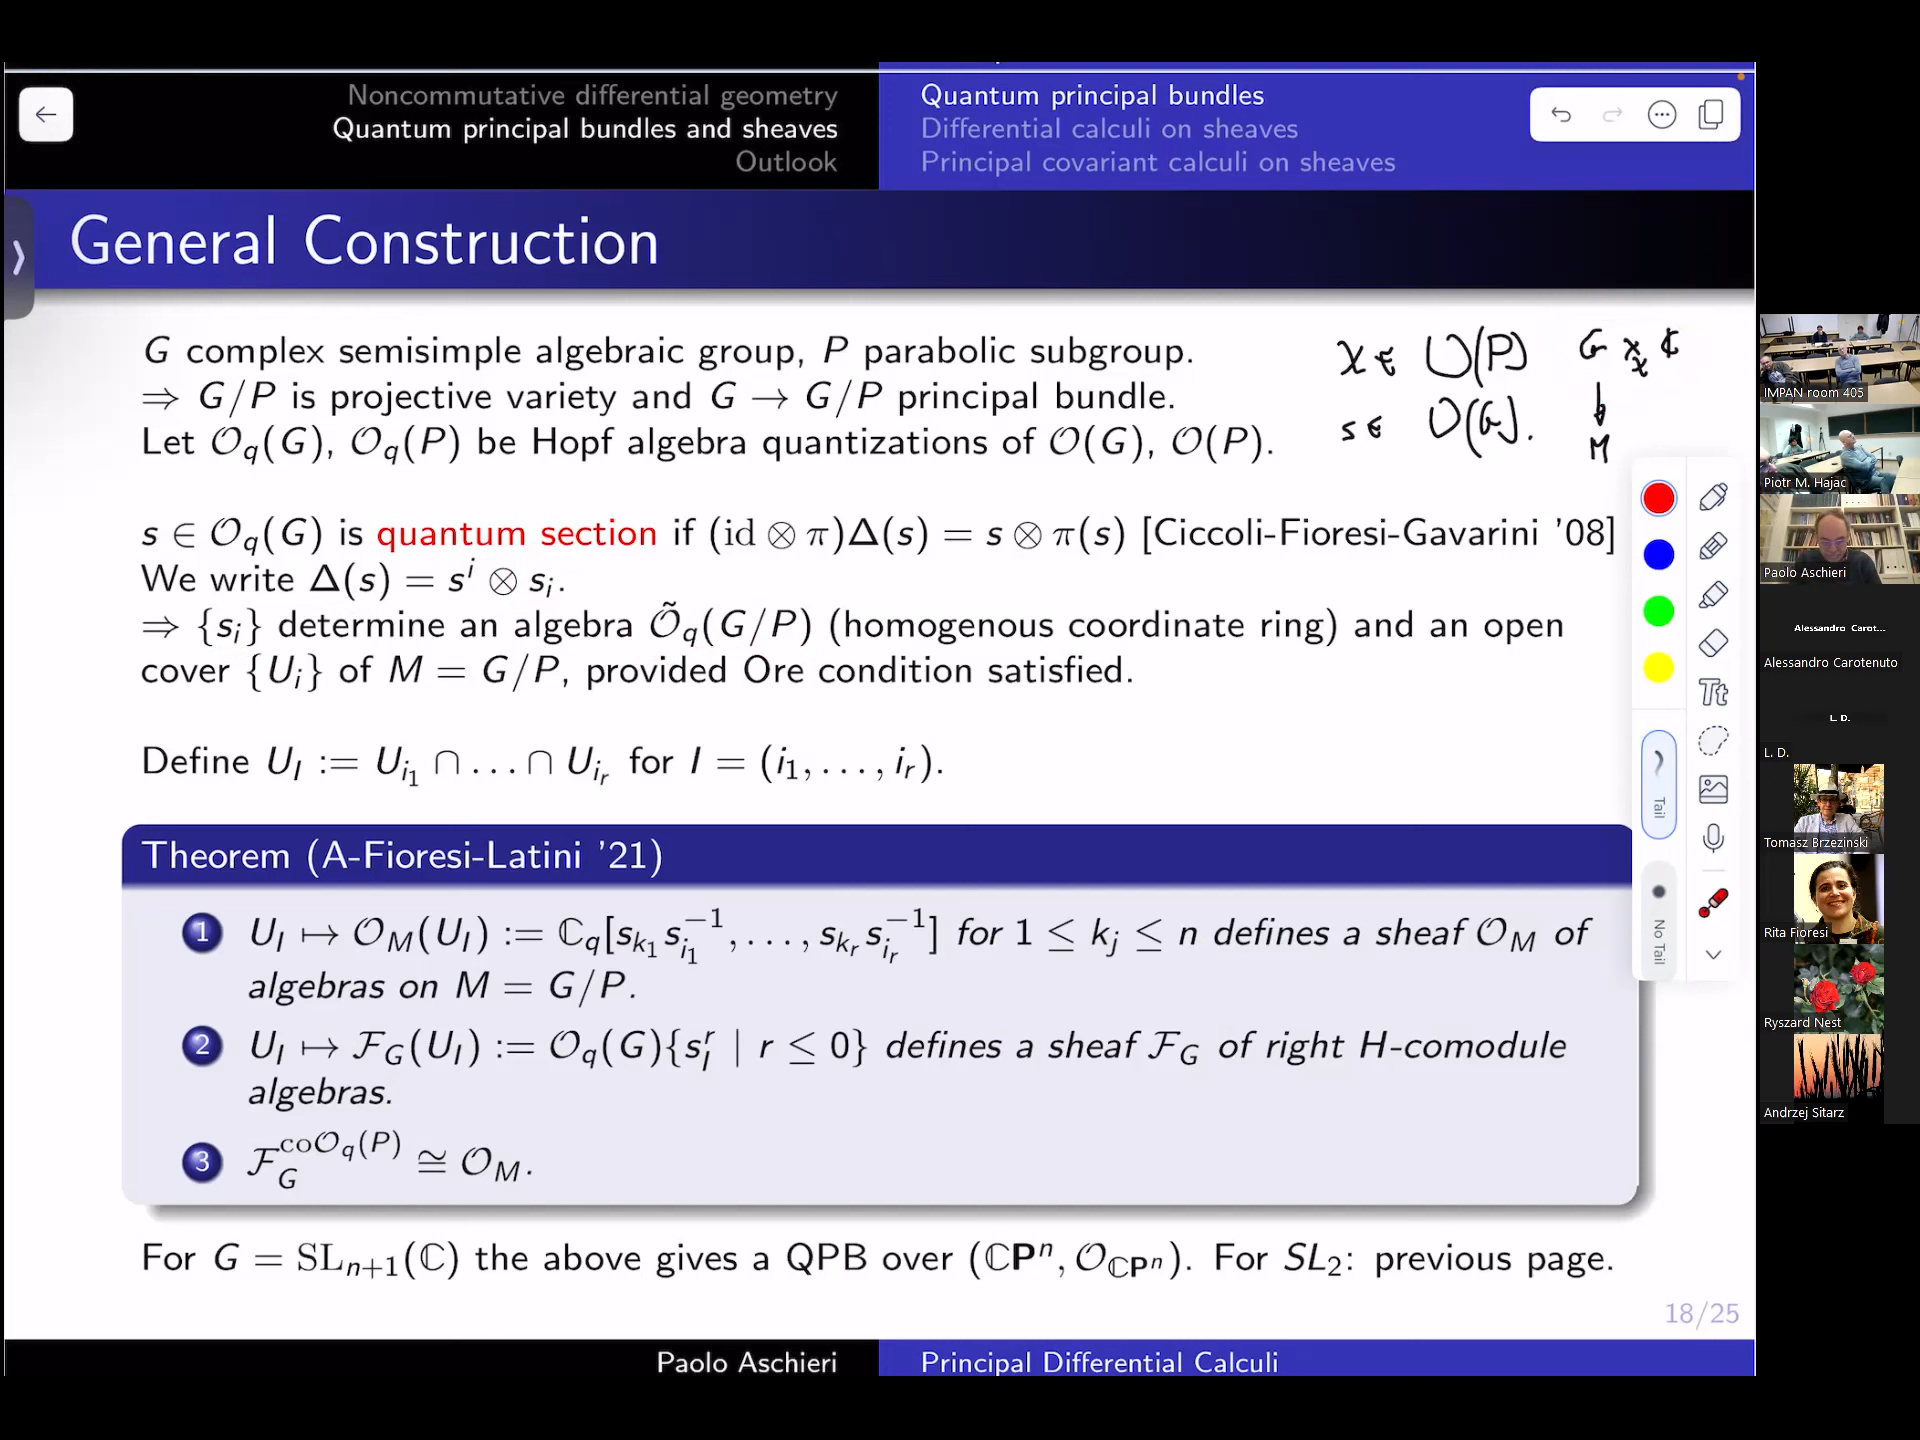 Noncommutative differential geometry
Quantum principal bundles and sheaves
Outlook
Quantum principal bundles
Differential calculi on sheaves
Principal covariant calculi on sheaves
General Construction
G complex semisimple algebraic group, P parabolic subgroup.
⇒ G/P is projective variety and G → G/P principal bundle.
Let 𝒪_q(G), 𝒪_q(P) be Hopf algebra quantizations of 𝒪(G), 𝒪(P).
χ ∈ O(P)
s ∈ O(G).
G ×_χ ℂ
↓
M
s ∈ 𝒪_q(G) is quantum section if (id ⊗ π)Δ(s) = s ⊗ π(s) [Ciccoli-Fioresi-Gavarini '08]
We write Δ(s) = s^i ⊗ s_i.
⇒ {s_i} determine an algebra 𝒪̃_q(G/P) (homogenous coordinate ring) and an open
cover {U_i} of M = G/P, provided Ore condition satisfied.
Define U_I := U_{i_1} ∩ … ∩ U_{i_r} for I = (i_1, …, i_r).
Theorem (A-Fioresi-Latini '21)
1 U_I ↦ 𝒪_M(U_I) := ℂ_q[s_{k_1} s_{i_1}^{-1}, …, s_{k_r} s_{i_r}^{-1}] for 1 ≤ k_j ≤ n defines a sheaf 𝒪_M of
algebras on M = G/P.
2 U_I ↦ ℱ_G(U_I) := 𝒪_q(G){s_I^r | r ≤ 0} defines a sheaf ℱ_G of right H-comodule
algebras.
3 ℱ_G^{co𝒪_q(P)} ≅ 𝒪_M.
For G = SL_{n+1}(ℂ) the above gives a QPB over (ℂP^n, 𝒪_{ℂP^n}). For SL_2: previous page.
18/25
Paolo Aschieri
Principal Differential Calculi
Tt
Tail
No Tail
IMPAN room 405
Piotr M. Hajac
Paolo Aschieri
Alessandro Carot...
Alessandro Carotenuto
L. D.
L. D.
Tomasz Brzezinski
Rita Fioresi
Ryszard Nest
Andrzej Sitarz